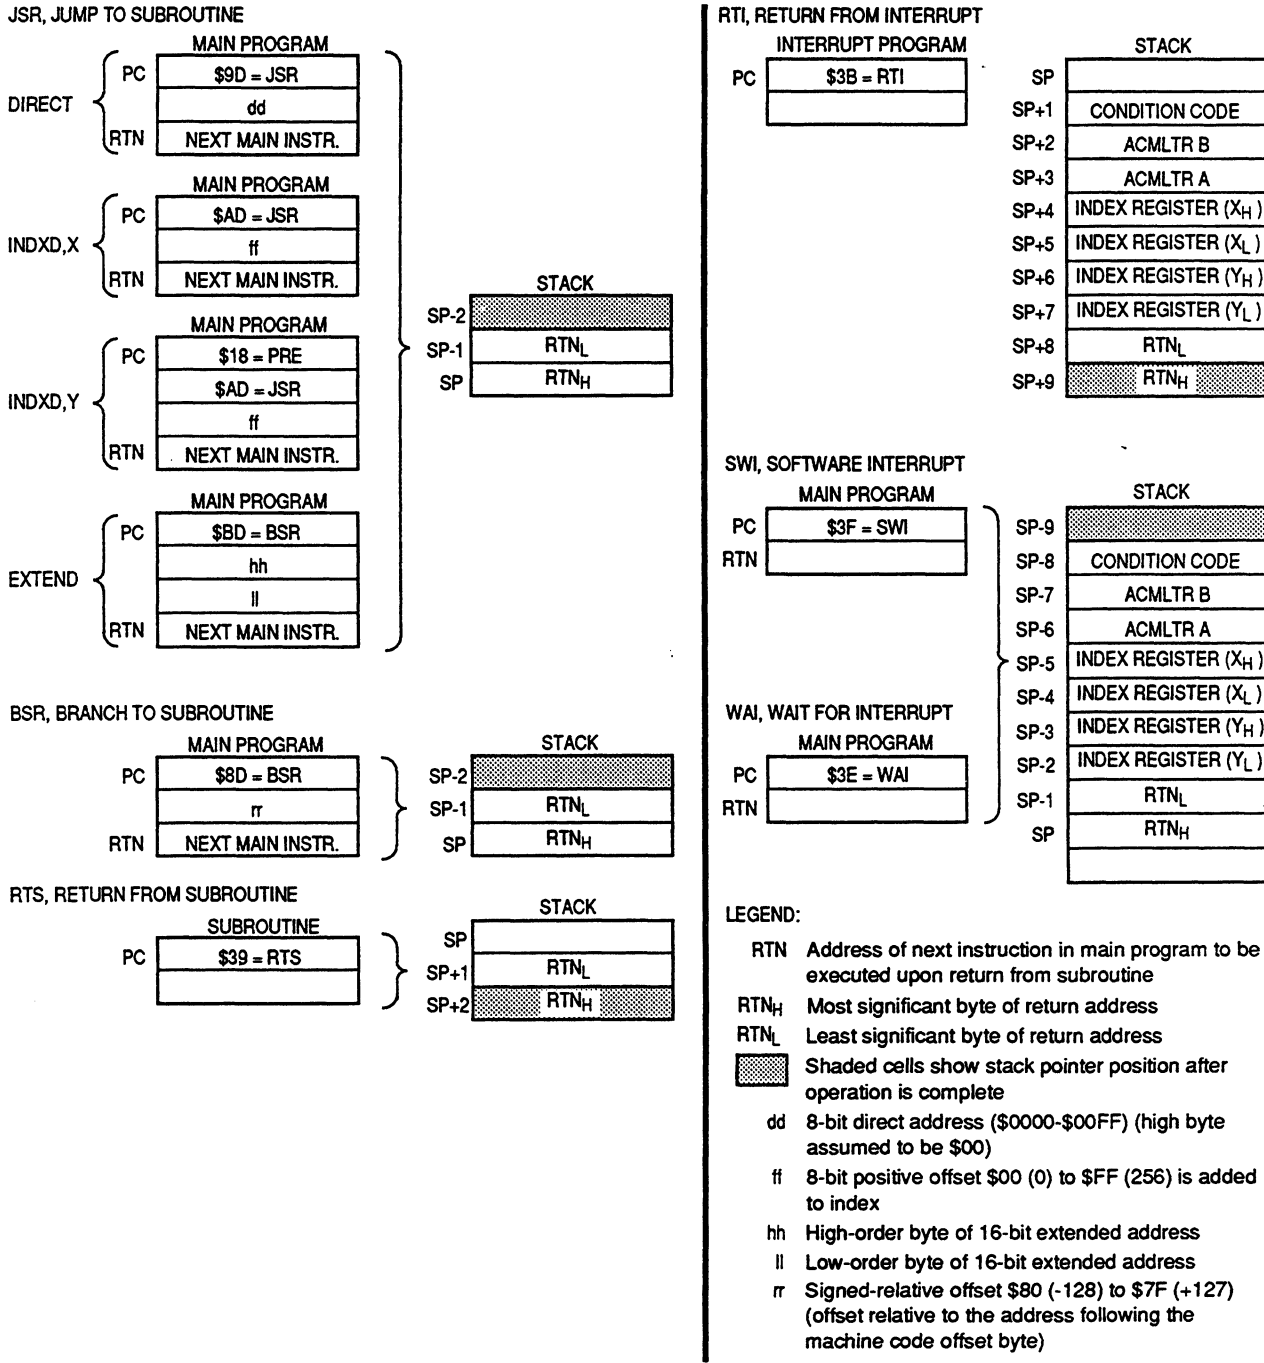 JSR, JUMP TO SUBROUTINE
MAIN PROGRAM
DIRECT
PC $9D = JSR
dd
RTN NEXT MAIN INSTR.
MAIN PROGRAM
INDXD,X
PC $AD = JSR
ff
RTN NEXT MAIN INSTR.
MAIN PROGRAM
INDXD,Y
PC $18 = PRE
$AD = JSR
ff
RTN NEXT MAIN INSTR.
MAIN PROGRAM
EXTEND
PC $BD = BSR
hh
ll
RTN NEXT MAIN INSTR.
STACK
SP-2
SP-1 RTNL
SP RTNH
BSR, BRANCH TO SUBROUTINE
MAIN PROGRAM
PC $8D = BSR
rr
RTN NEXT MAIN INSTR.
STACK
SP-2
SP-1 RTNL
SP RTNH
RTS, RETURN FROM SUBROUTINE
SUBROUTINE
PC $39 = RTS
STACK
SP
SP+1 RTNL
SP+2 RTNH
RTI, RETURN FROM INTERRUPT
INTERRUPT PROGRAM
PC $3B = RTI
STACK
SP
SP+1 CONDITION CODE
SP+2 ACMLTR B
SP+3 ACMLTR A
SP+4 INDEX REGISTER (XH)
SP+5 INDEX REGISTER (XL)
SP+6 INDEX REGISTER (YH)
SP+7 INDEX REGISTER (YL)
SP+8 RTNL
SP+9 RTNH
SWI, SOFTWARE INTERRUPT
MAIN PROGRAM
PC $3F = SWI
RTN
WAI, WAIT FOR INTERRUPT
MAIN PROGRAM
PC $3E = WAI
RTN
STACK
SP-9
SP-8 CONDITION CODE
SP-7 ACMLTR B
SP-6 ACMLTR A
SP-5 INDEX REGISTER (XH)
SP-4 INDEX REGISTER (XL)
SP-3 INDEX REGISTER (YH)
SP-2 INDEX REGISTER (YL)
SP-1 RTNL
SP RTNH
LEGEND:
RTN Address of next instruction in main program to be
executed upon return from subroutine
RTNH Most significant byte of return address
RTNL Least significant byte of return address
Shaded cells show stack pointer position after
operation is complete
dd 8-bit direct address ($0000-$00FF) (high byte
assumed to be $00)
ff 8-bit positive offset $00 (0) to $FF (256) is added
to index
hh High-order byte of 16-bit extended address
ll Low-order byte of 16-bit extended address
rr Signed-relative offset $80 (-128) to $7F (+127)
(offset relative to the address following the
machine code offset byte)